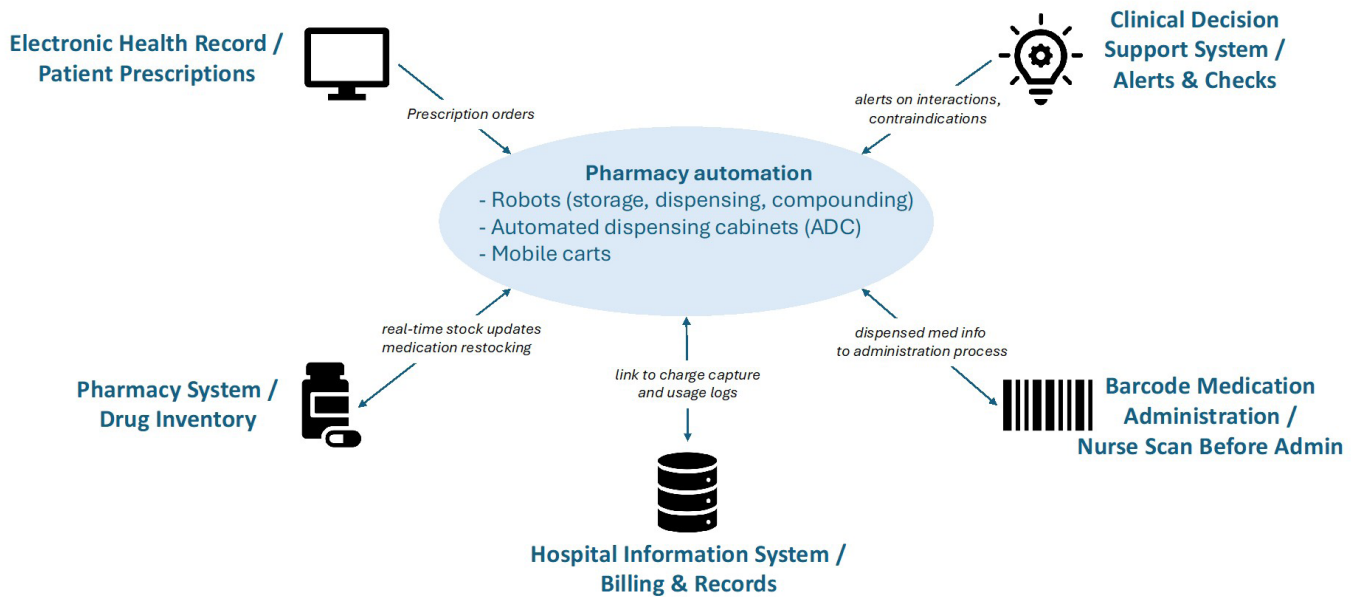 Electronic Health Record /
Patient Prescriptions
Clinical Decision
Support System /
Alerts & Checks
Prescription orders
alerts on interactions,
contraindications
Pharmacy automation
- Robots (storage, dispensing, compounding)
- Automated dispensing cabinets (ADC)
- Mobile carts
real-time stock updates
medication restocking
dispensed med info
to administration process
link to charge capture
and usage logs
Pharmacy System /
Drug Inventory
Barcode Medication
Administration /
Nurse Scan Before Admin
Hospital Information System /
Billing & Records